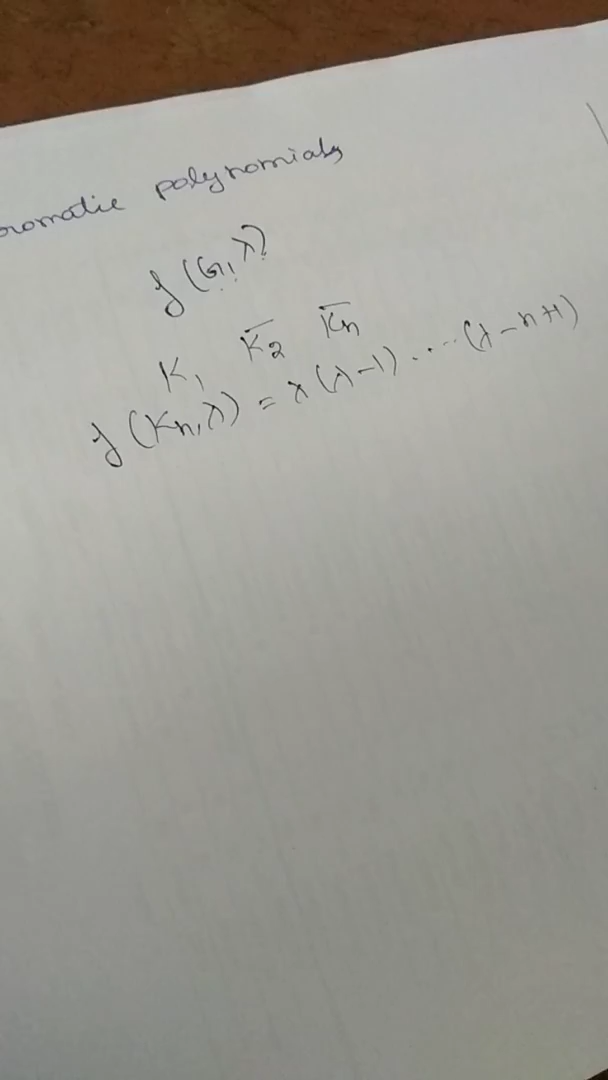 romatic polynomials
f(G, λ)
K₁ K̅₂ K̅n
f(Kn, λ) = λ(λ-1)....(λ-n+1)